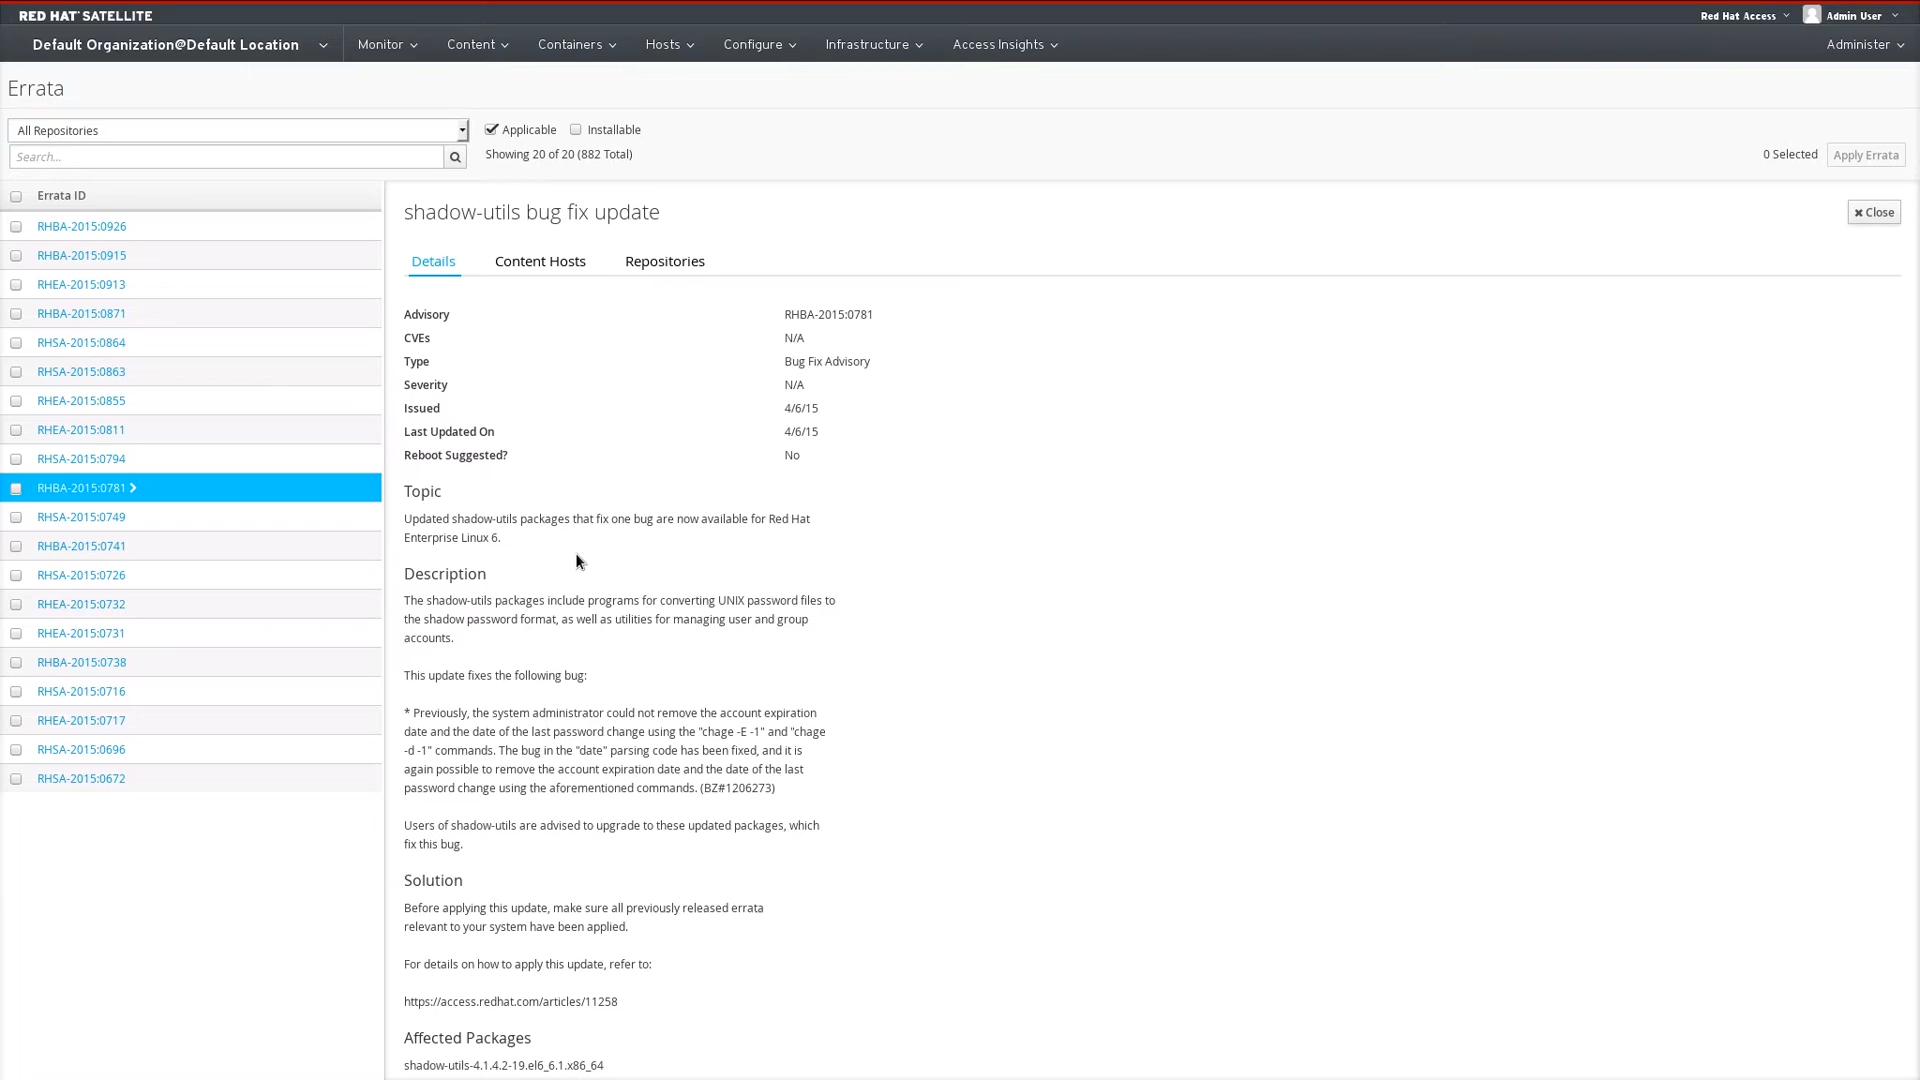 RED HAT SATELLITE
Red Hat Access
Admin User
Default Organization@Default Location
Monitor
Content
Containers
Hosts
Configure
Infrastructure
Access Insights
Administer
Errata
All Repositories
Applicable
Installable
Search...
Showing 20 of 20 (882 Total)
0 Selected
Apply Errata
Errata ID
RHBA-2015:0926
RHBA-2015:0915
RHEA-2015:0913
RHBA-2015:0871
RHSA-2015:0864
RHSA-2015:0863
RHEA-2015:0855
RHEA-2015:0811
RHSA-2015:0794
RHBA-2015:0781
RHSA-2015:0749
RHBA-2015:0741
RHSA-2015:0726
RHEA-2015:0732
RHEA-2015:0731
RHBA-2015:0738
RHSA-2015:0716
RHEA-2015:0717
RHSA-2015:0696
RHSA-2015:0672
shadow-utils bug fix update
Close
Details
Content Hosts
Repositories
Advisory RHBA-2015:0781
CVEs N/A
Type Bug Fix Advisory
Severity N/A
Issued 4/6/15
Last Updated On 4/6/15
Reboot Suggested? No
Topic
Updated shadow-utils packages that fix one bug are now available for Red Hat
Enterprise Linux 6.
Description
The shadow-utils packages include programs for converting UNIX password files to
the shadow password format, as well as utilities for managing user and group
accounts.
This update fixes the following bug:
* Previously, the system administrator could not remove the account expiration
date and the date of the last password change using the "chage -E -1" and "chage
-d -1" commands. The bug in the "date" parsing code has been fixed, and it is
again possible to remove the account expiration date and the date of the last
password change using the aforementioned commands. (BZ#1206273)
Users of shadow-utils are advised to upgrade to these updated packages, which
fix this bug.
Solution
Before applying this update, make sure all previously released errata
relevant to your system have been applied.
For details on how to apply this update, refer to:
https://access.redhat.com/articles/11258
Affected Packages
shadow-utils-4.1.4.2-19.el6_6.1.x86_64